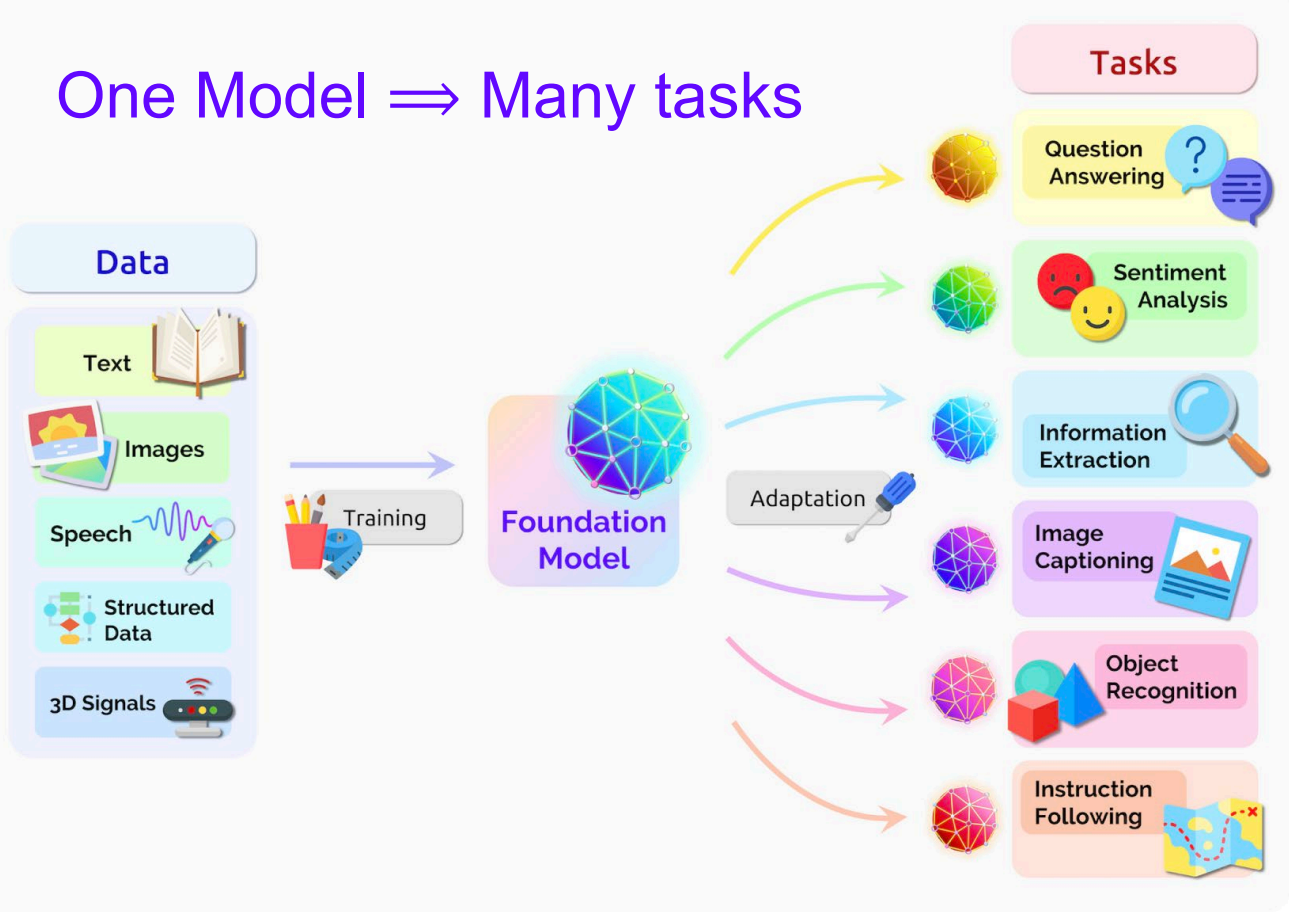 One Model ⟹ Many tasks
Data
Text
Images
Speech
Structured
Data
3D Signals
Training
Foundation
Model
Adaptation
Tasks
Question
Answering
?
Sentiment
Analysis
Information
Extraction
Image
Captioning
Object
Recognition
Instruction
Following